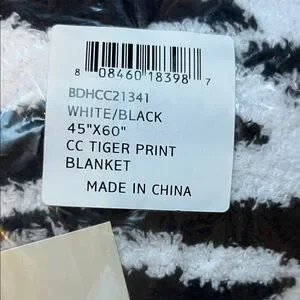 8 08460 18398 7
BDHCC21341
WHITE/BLACK
45"X60"
CC TIGER PRINT
BLANKET
MADE IN CHINA